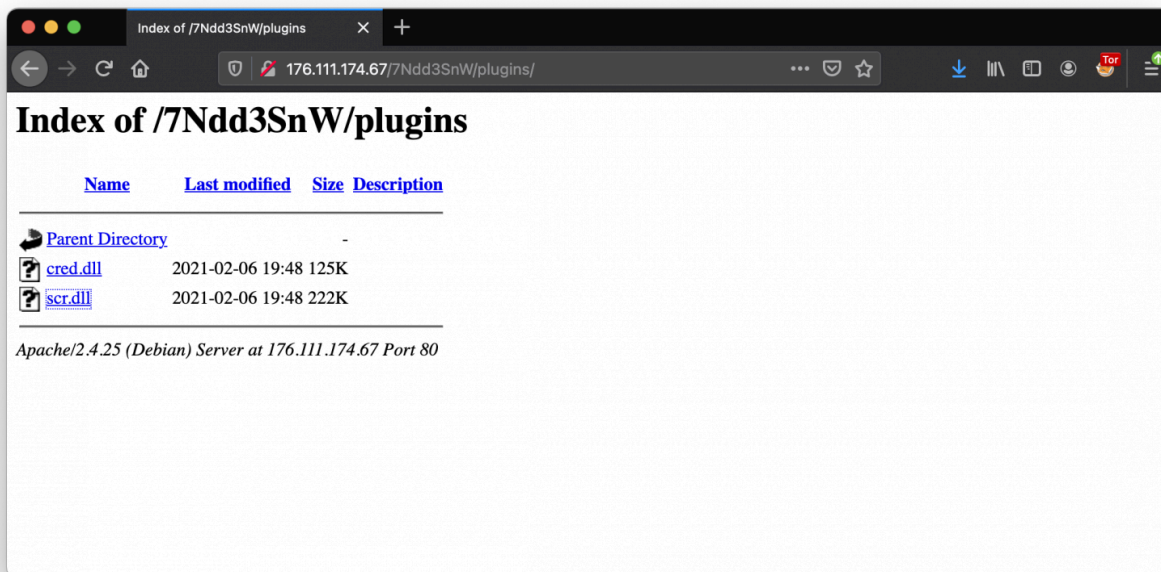 Index of /7Ndd3SnW/plugins
176.111.174.67/7Ndd3SnW/plugins/
Tor
Index of /7Ndd3SnW/plugins
Name Last modified Size Description
Parent Directory -
cred.dll 2021-02-06 19:48 125K
scr.dll 2021-02-06 19:48 222K
Apache/2.4.25 (Debian) Server at 176.111.174.67 Port 80